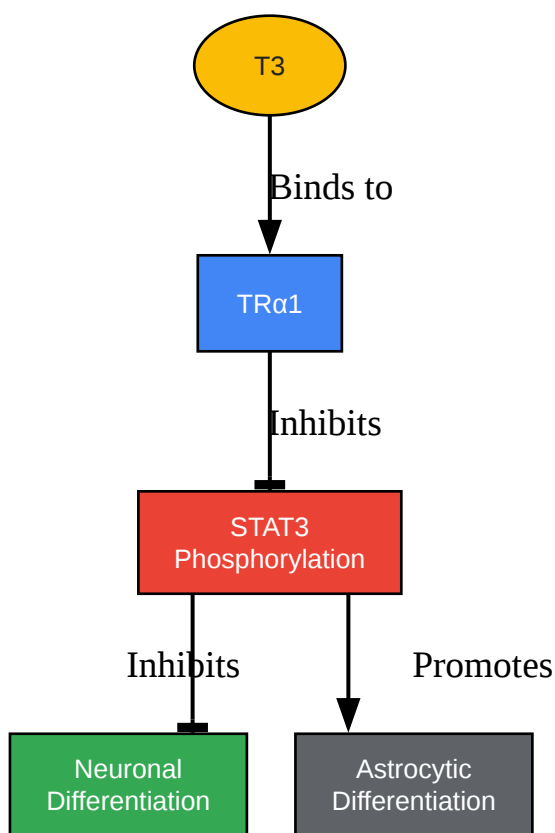 T3
Binds to
TRα1
Inhibits
STAT3
Phosphorylation
Inhibits
Promotes
Neuronal
Differentiation
Astrocytic
Differentiation